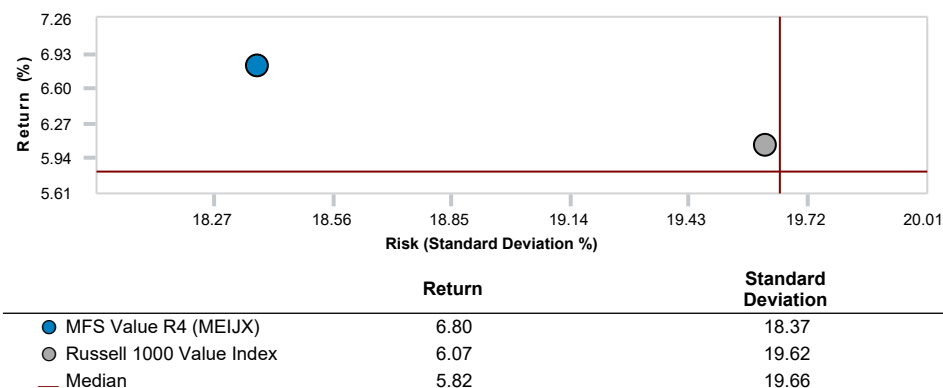 7.26
6.93
6.60
6.27
5.94
5.61
Return (%)
18.27 18.56 18.85 19.14 19.43 19.72 20.01
Risk (Standard Deviation %)
Return Standard Deviation
MFS Value R4 (MEIJX) 6.80 18.37
Russell 1000 Value Index 6.07 19.62
Median 5.82 19.66